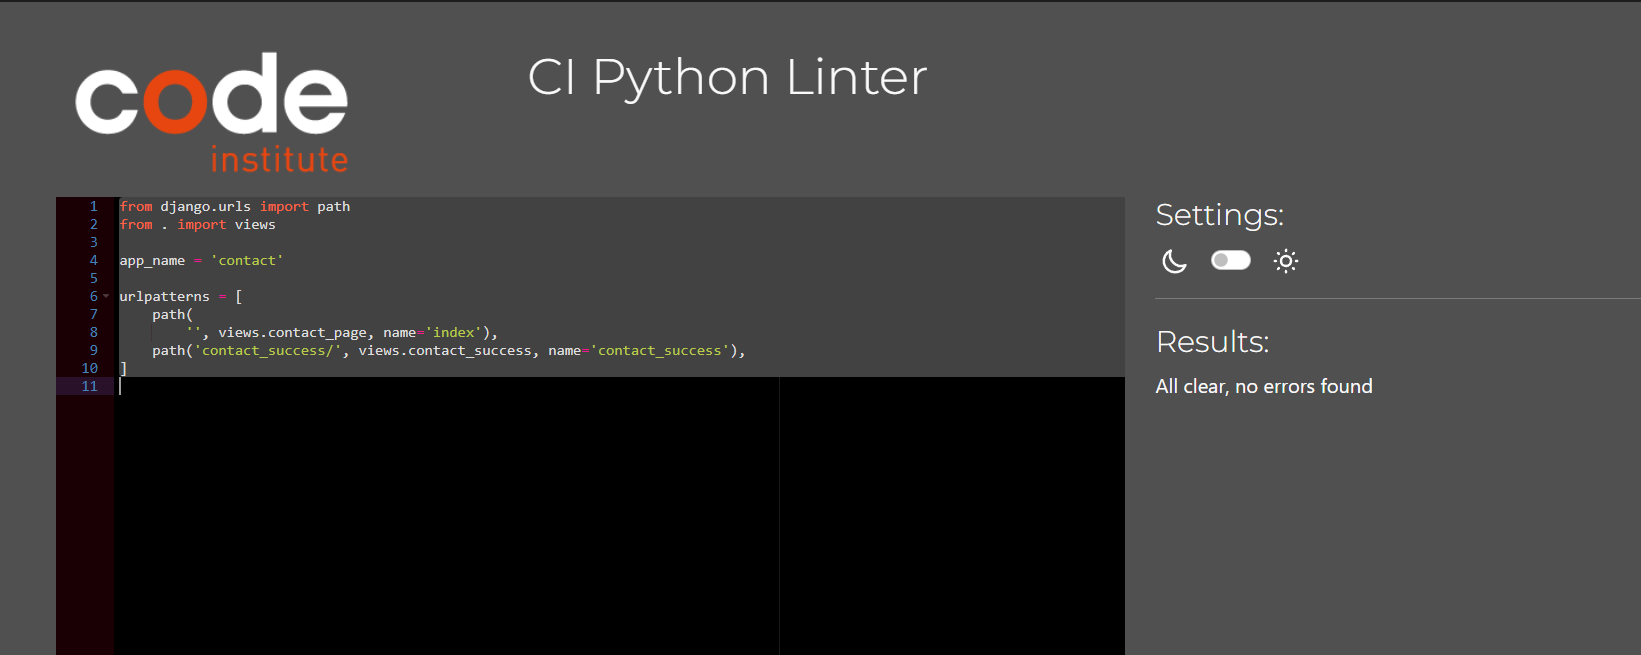 code
institute
CI Python Linter
1 from django.urls import path
2 from . import views
3
4 app_name = 'contact'
5
6 urlpatterns = [
7     path(
8         '', views.contact_page, name='index'),
9     path('contact_success/', views.contact_success, name='contact_success'),
10 ]
11
Settings:
Results:
All clear, no errors found